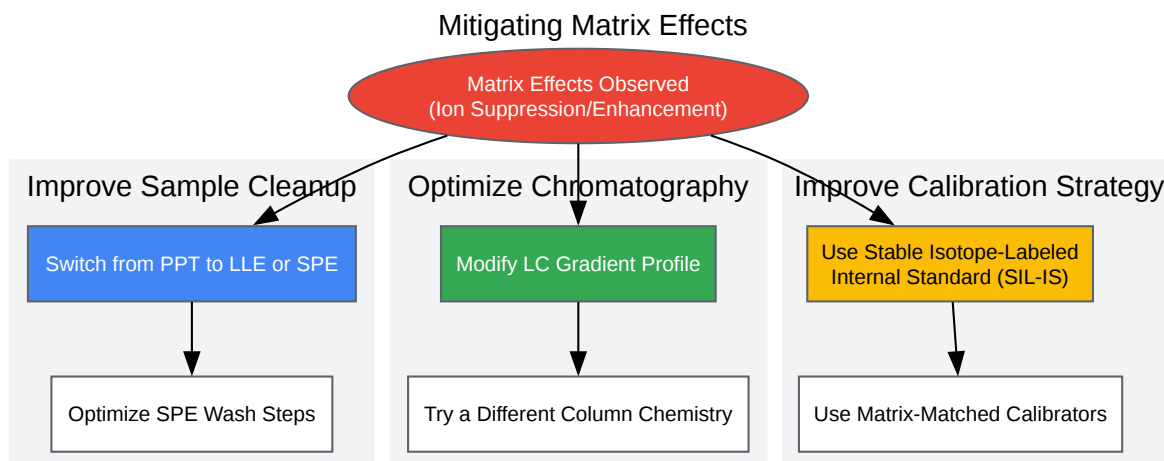 Mitigating Matrix Effects
Matrix Effects Observed
(Ion Suppression/Enhancement)
Improve Sample Cleanup
Switch from PPT to LLE or SPE
Optimize SPE Wash Steps
Optimize Chromatography
Modify LC Gradient Profile
Try a Different Column Chemistry
Improve Calibration Strategy
Use Stable Isotope-Labeled
Internal Standard (SIL-IS)
Use Matrix-Matched Calibrators